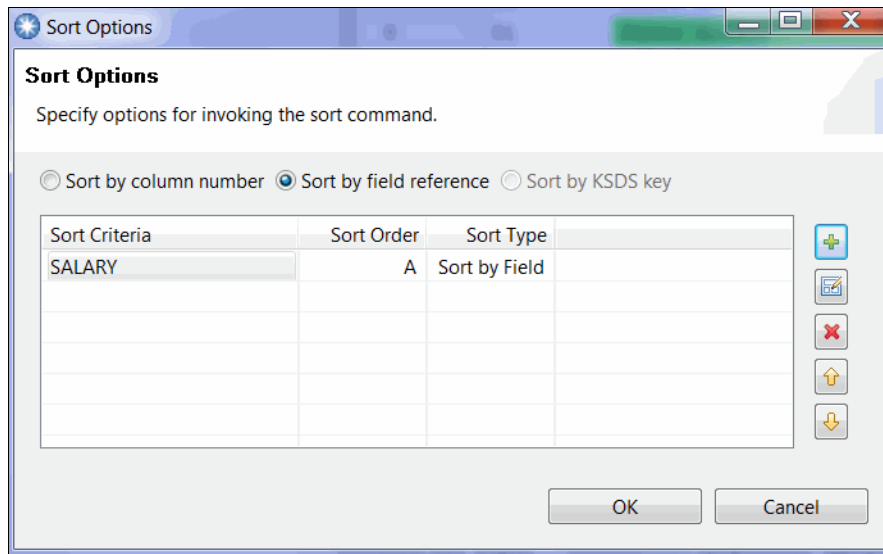 Sort Options
Sort Options
Specify options for invoking the sort command.
Sort by column number Sort by field reference Sort by KSDS key
Sort Criteria Sort Order Sort Type
SALARY A Sort by Field
OK Cancel